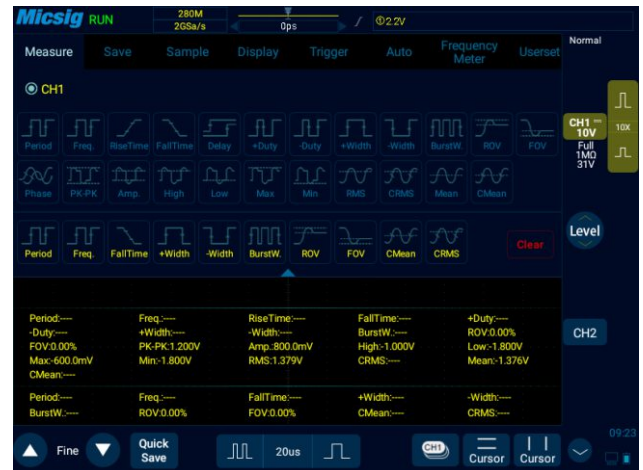 Micsig RUN 280M 2GSa/s 0ps ①2.2V
Measure Save Sample Display Trigger Auto Frequency Meter Userset Normal
CH1
Period Freq. RiseTime FallTime Delay +Duty -Duty +Width -Width BurstW. ROV FOV
CH1 10V 10X
Full
1MΩ
31V
Phase PK-PK Amp. High Low Max Min RMS CRMS Mean CMean
Period Freq. FallTime +Width -Width BurstW. ROV FOV CMean CRMS Clear
Level
Period:---- Freq:---- RiseTime:---- FallTime:---- +Duty:----
-Duty:---- +Width:---- -Width:---- BurstW.:---- ROV:0.00%
FOV:0.00% PK-PK:1.200V Amp.:800.0mV High:-1.000V Low:-1.800V
CH2
Max:-600.0mV Min:-1.800V RMS:1.379V CRMS:---- Mean:-1.376V
CMean:----
Period:---- Freq.:---- FallTime:---- +Width:---- -Width:----
BurstW.:---- ROV:0.00% FOV:0.00% CMean:---- CRMS:----
09:23
Fine Quick Save 20us CH1 Cursor Cursor